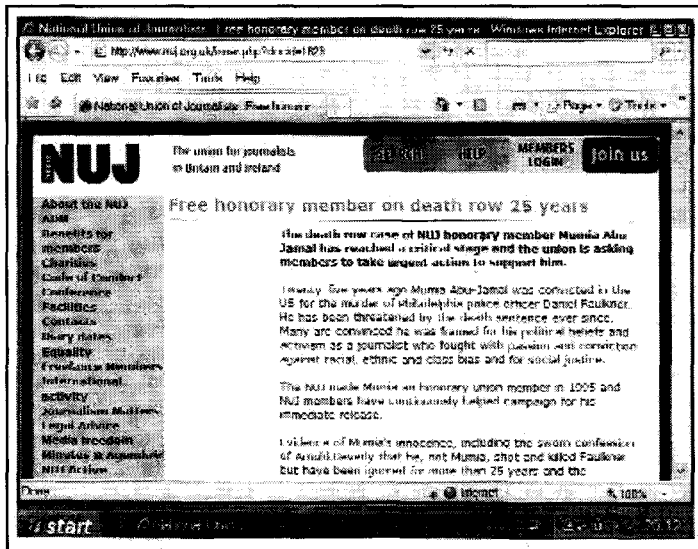 National Union of Journalists: Free honorary member on death row 25 years - Windows Internet Explorer
Edit View Favorites Tools Help
National Union of Journalists: Free honorary
Page Tools
NUJ
The union for journalists
in Britain and Ireland
HELP
MEMBERS
LOGIN
join us
About the NUJ
ADM
Benefits for
members
Charities
Code of Conduct
Conference
Facilities
Contacts
Diary dates
Equality
Freelance Members
International
activity
Journalism Matters
Legal Advice
Media freedom
Minutes & Agendas
NUJ Active
Free honorary member on death row 25 years
The death row case of NUJ honorary member Mumia Abu
Jamal has reached a critical stage and the union is asking
members to take urgent action to support him.
Twenty five years ago Mumia Abu-Jamal was convicted in the
US for the murder of Philadelphia police officer Daniel Faulkner.
He has been threatened by the death sentence ever since.
Many are convinced he was framed for his political beliefs and
activism as a journalist who fought with passion and conviction
against racial, ethnic and class bias and for social justice.
The NUJ made Mumia an honorary union member in 1995 and
NUJ members have continuously helped campaign for his
immediate release.
Evidence of Mumia's innocence, including the sworn confession
of Arnold Beverly that he, not Mumia, shot and killed Faulkner
but have been ignored for more than 25 years and the
Done
Internet
100%
start